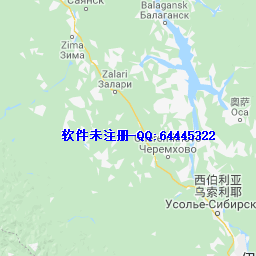 Саянск
Balagansk
Балаганск
Zima
Зима
Zalari
Залари
奥萨
Оса
软件未注册-QQ:64445322
Черемхово
西伯利亚
乌索利耶
Усолье-Сибирск